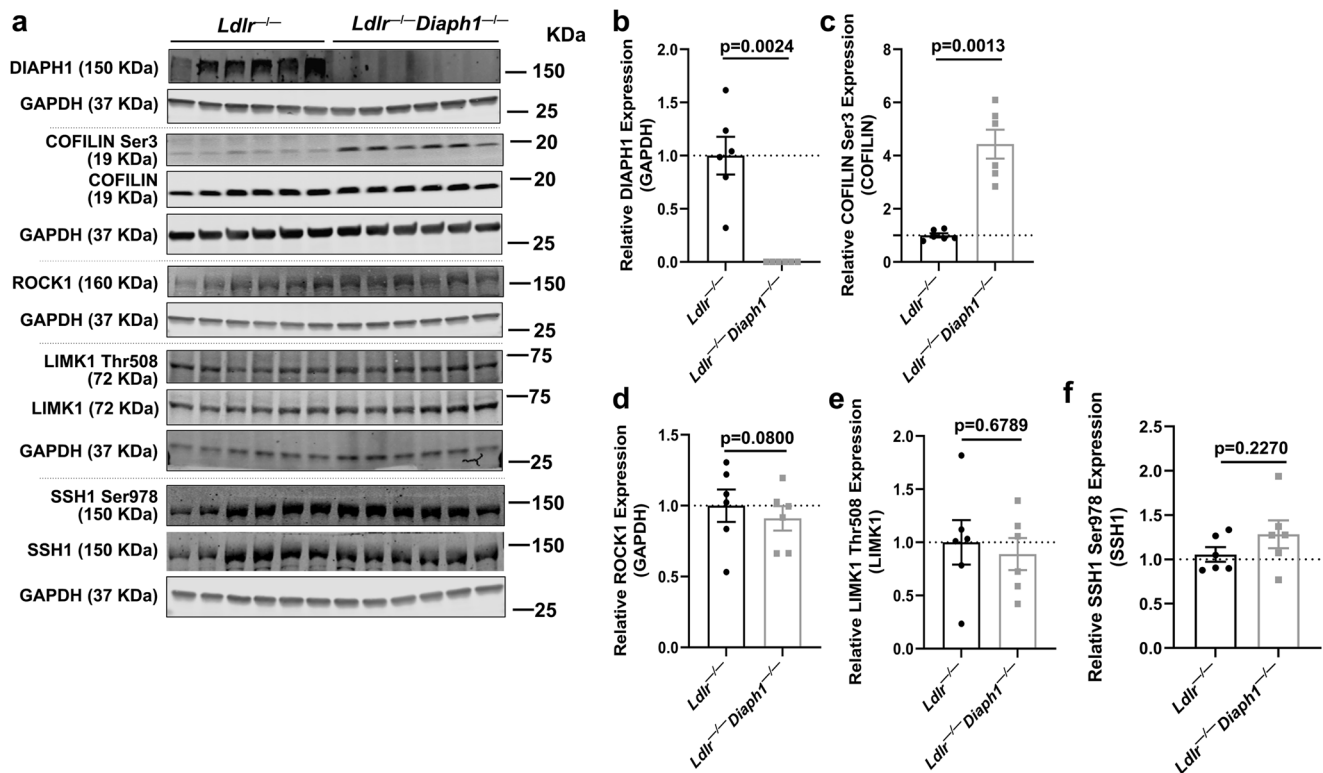 a
Ldlr−/−
Ldlr−/−Diaph1−/−
KDa
DIAPH1 (150 KDa)
150
GAPDH (37 KDa)
25
COFILIN Ser3
(19 KDa)
20
COFILIN
(19 KDa)
20
GAPDH (37 KDa)
25
ROCK1 (160 KDa)
150
GAPDH (37 KDa)
25
LIMK1 Thr508
(72 KDa)
75
LIMK1 (72 KDa)
75
GAPDH (37 KDa)
25
SSH1 Ser978
(150 KDa)
150
SSH1 (150 KDa)
150
GAPDH (37 KDa)
25
b
p=0.0024
Relative DIAPH1 Expression
(GAPDH)
2.0
1.5
1.0
0.5
0.0
Ldlr−/−
Ldlr−/−Diaph1−/−
c
p=0.0013
Relative COFILIN Ser3 Expression
(COFILIN)
8
6
4
2
1
0
Ldlr−/−
Ldlr−/−Diaph1−/−
d
p=0.0800
Relative ROCK1 Expression
(GAPDH)
1.5
1.0
0.5
0.0
Ldlr−/−
Ldlr−/−Diaph1−/−
e
p=0.6789
Relative LIMK1 Thr508 Expression
(LIMK1)
2.0
1.5
1.0
0.5
0.0
Ldlr−/−
Ldlr−/−Diaph1−/−
f
p=0.2270
Relative SSH1 Ser978 Expression
(SSH1)
2.5
2.0
1.5
1.0
0.5
0.0
Ldlr−/−
Ldlr−/−Diaph1−/−